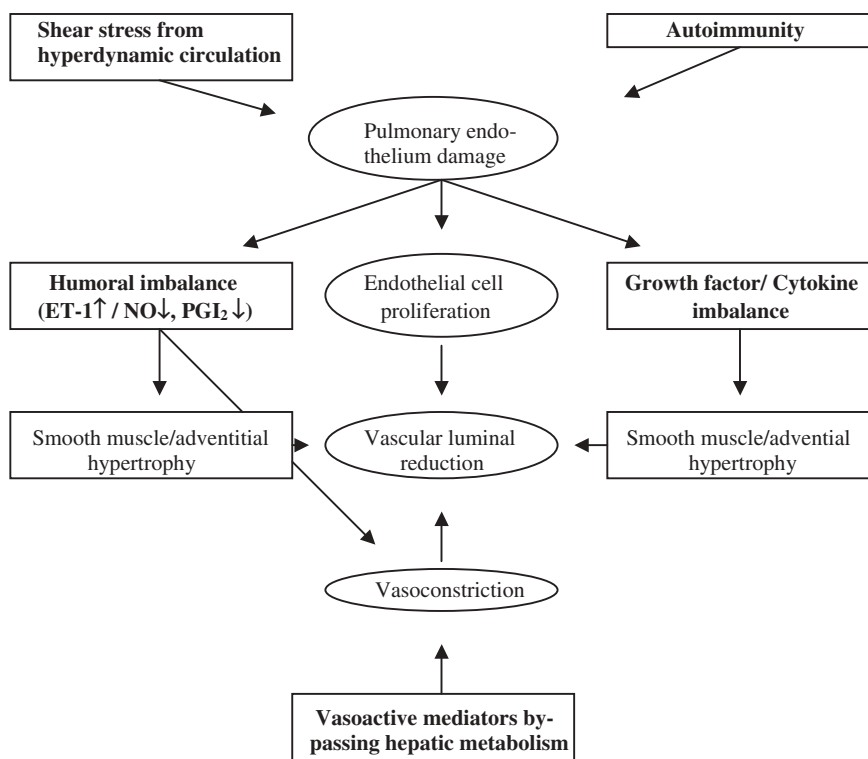 Shear stress from
hyperdynamic circulation
Autoimmunity
Pulmonary endo-
thelium damage
Humoral imbalance
(ET-1↑ / NO↓, PGI₂ ↓)
Endothelial cell
proliferation
Growth factor/ Cytokine
imbalance
Smooth muscle/adventitial
hypertrophy
Vascular luminal
reduction
Smooth muscle/advential
hypertrophy
Vasoconstriction
Vasoactive mediators by-
passing hepatic metabolism